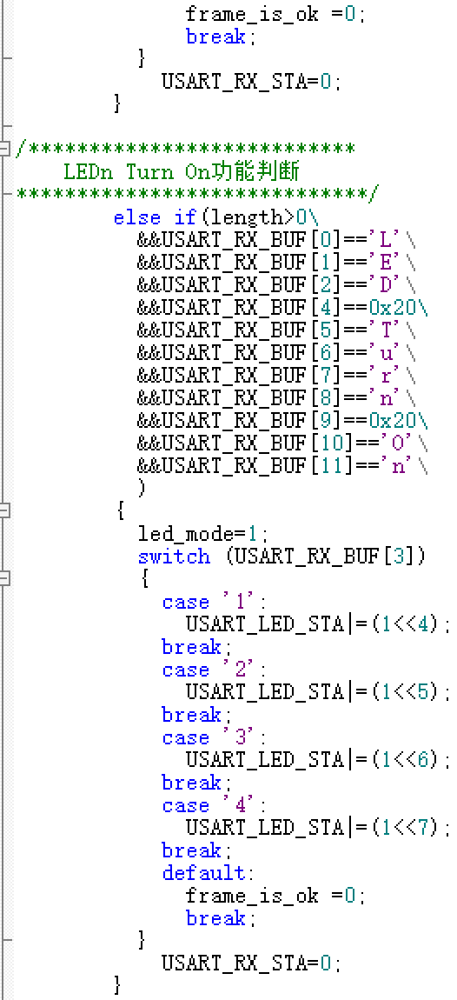 frame_is_ok =0;
break;
}
USART_RX_STA=0;
}
/***************************
LEDn Turn On功能判断
*****************************/
else if(length>0\
&&USART_RX_BUF[0]=='L'\
&&USART_RX_BUF[1]=='E'\
&&USART_RX_BUF[2]=='D'\
&&USART_RX_BUF[4]==0x20\
&&USART_RX_BUF[5]=='T'\
&&USART_RX_BUF[6]=='u'\
&&USART_RX_BUF[7]=='r'\
&&USART_RX_BUF[8]=='n'\
&&USART_RX_BUF[9]==0x20\
&&USART_RX_BUF[10]=='O'\
&&USART_RX_BUF[11]=='n'\
)
{
led_mode=1;
switch (USART_RX_BUF[3])
{
case '1':
USART_LED_STA|=(1<<4);
break;
case '2':
USART_LED_STA|=(1<<5);
break;
case '3':
USART_LED_STA|=(1<<6);
break;
case '4':
USART_LED_STA|=(1<<7);
break;
default:
frame_is_ok =0;
break;
}
USART_RX_STA=0;
}